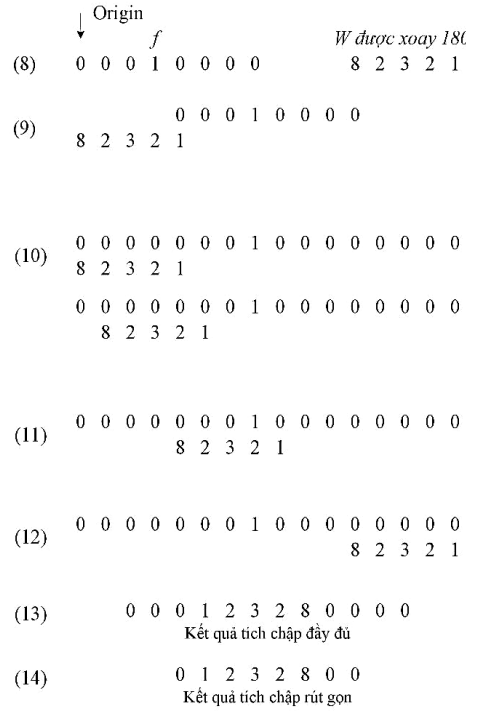 Origin
f W được xoay 180
(8) 0 0 0 1 0 0 0 0 8 2 3 2 1
0 0 0 1 0 0 0 0
(9)
8 2 3 2 1
0 0 0 0 0 0 0 1 0 0 0 0 0 0 0 0
(10)
8 2 3 2 1
0 0 0 0 0 0 0 1 0 0 0 0 0 0 0 0
8 2 3 2 1
0 0 0 0 0 0 0 1 0 0 0 0 0 0 0 0
(11)
8 2 3 2 1
0 0 0 0 0 0 0 1 0 0 0 0 0 0 0 0
(12)
8 2 3 2 1
(13) 0 0 0 1 2 3 2 8 0 0 0 0
Kết quả tich chập đầy đủ
(14) 0 1 2 3 2 8 0 0
Kết quả tich chập rút gọn